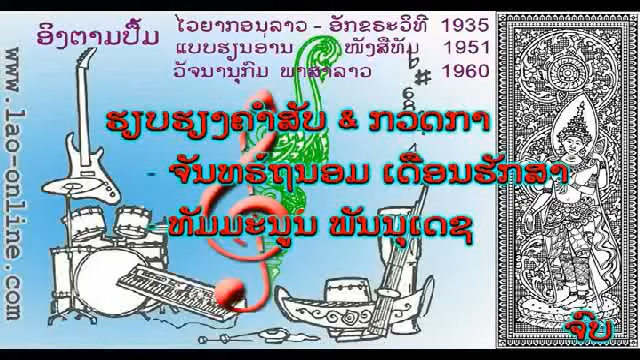 ອິງຕາມປຶ້ມ
ໄວຍາກອນລາວ - ອັກຂຣະວິທີ 1935
ແບບຮຽນອ່ານ ໜັງສືທັມ 1951
ວັຈນານຸກົມ ພາສາລາວ 1960
ຮຽບຮຽງຄຳສັບ & ກວດກາ
- ຈັນທຣ໌ຖນອມ ເດືອນຮັກສາ
- ທັມມະນູນ ພັນນຸເດຊ
ຈົບ
www.lao-online.com